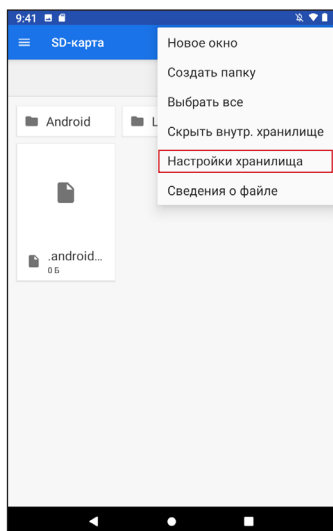 9:41
SD-карта
Новое окно
Создать папку
Выбрать все
Скрыть внутр. хранилище
Настройки хранилища
Сведения о файле
Android
L
.android...
0 Б